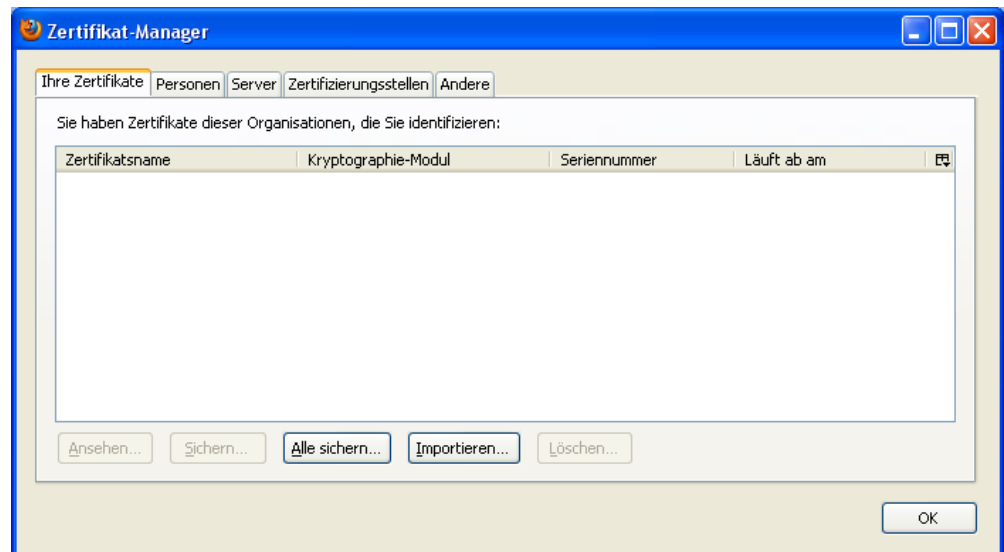 Zertifikat-Manager
Ihre Zertifikate Personen Server Zertifizierungsstellen Andere
Sie haben Zertifikate dieser Organisationen, die Sie identifizieren:
Zertifikatsname Kryptographie-Modul Seriennummer Läuft ab am
Ansehen... Sichern... Alle sichern... Importieren... Löschen...
OK